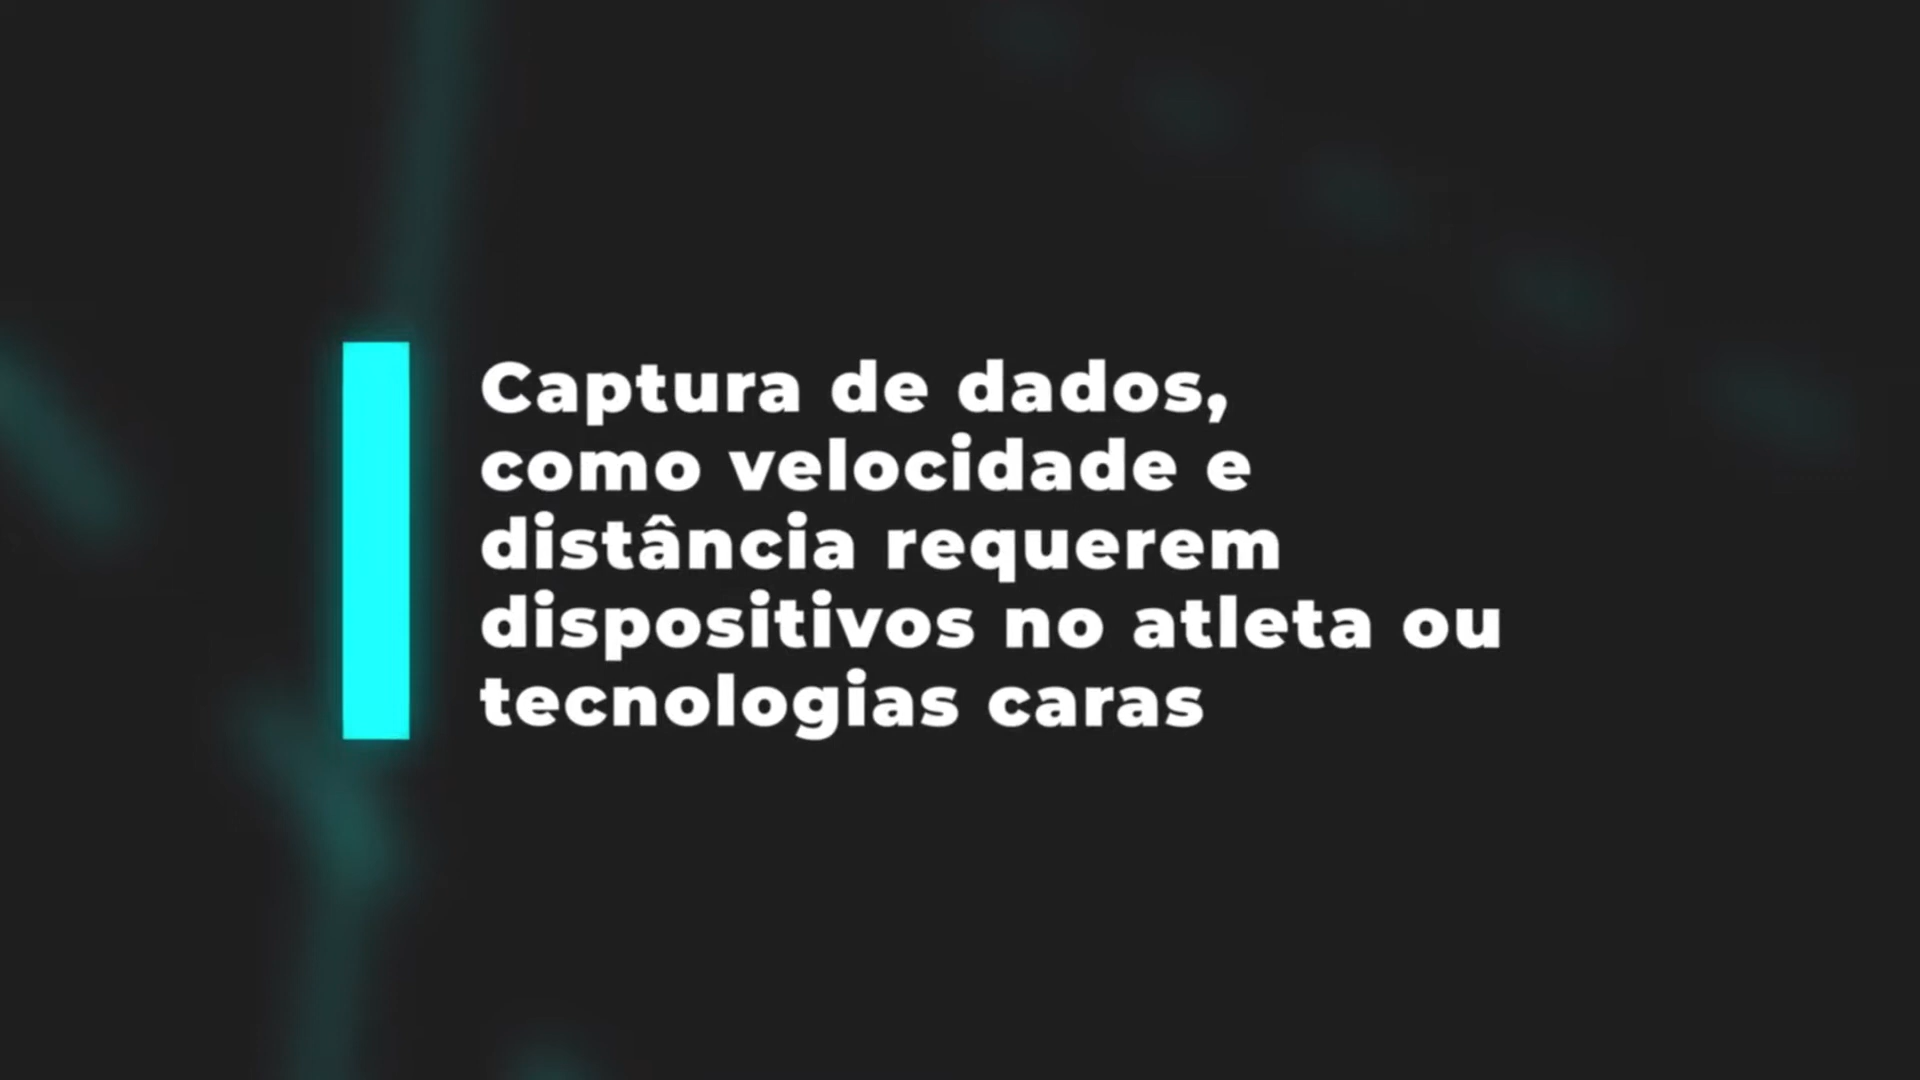 Captura de dados,
como velocidade e
distância requerem
dispositivos no atleta ou
tecnologias caras